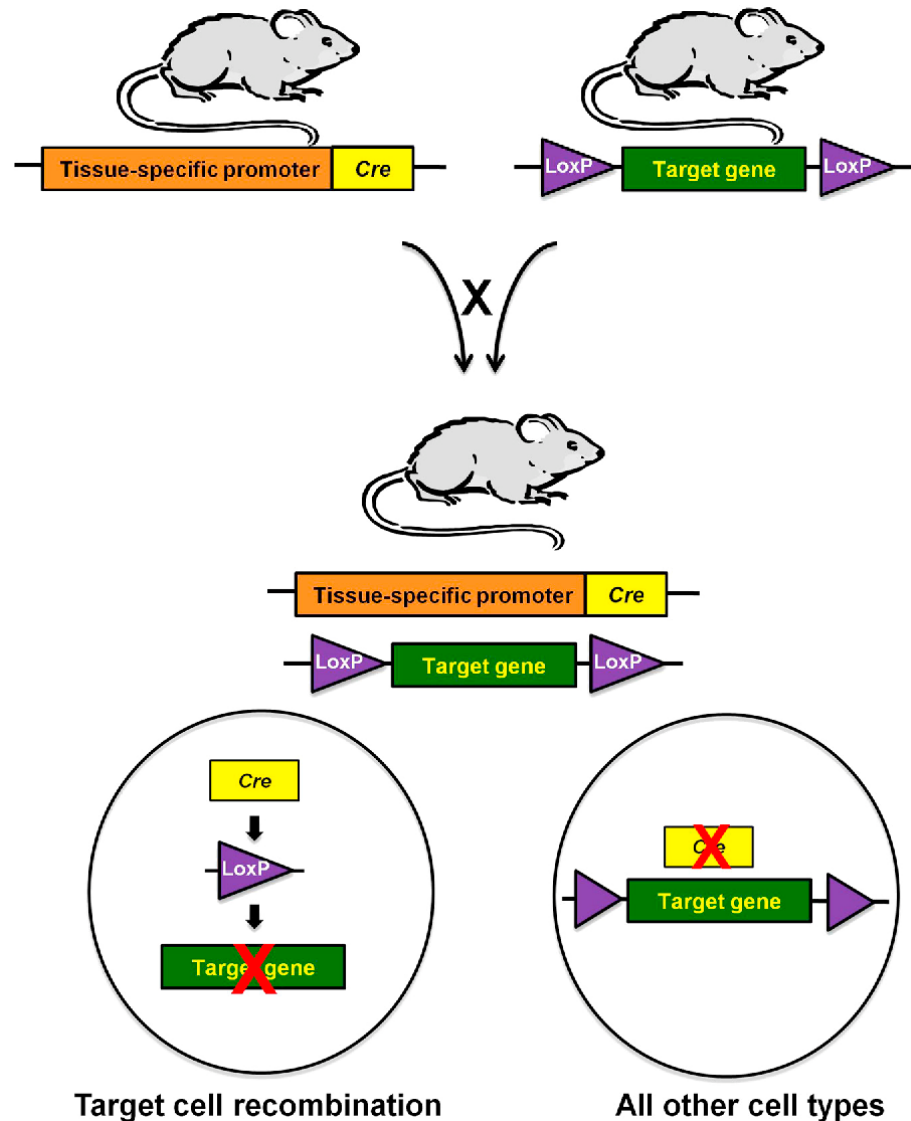 Tissue-specific promoter Cre
LoxP Target gene LoxP
X
Tissue-specific promoter Cre
LoxP Target gene LoxP
Cre
LoxP
Target gene
X
Cre
X
Target gene
Target cell recombination
All other cell types